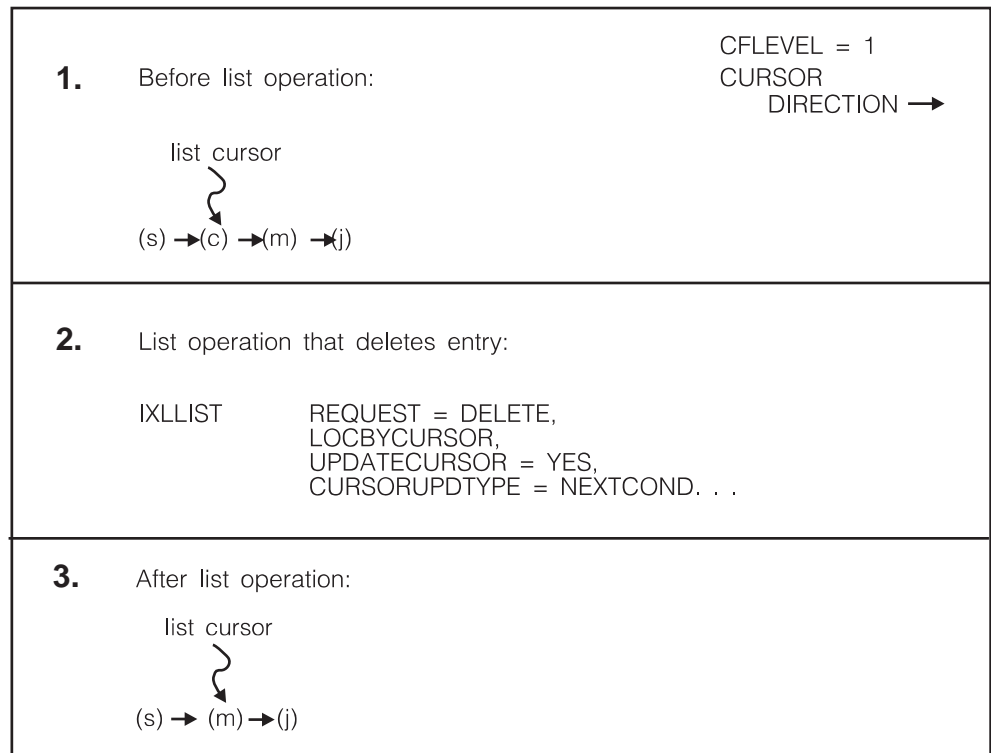 CFLEVEL = 1
1. Before list operation: CURSOR
DIRECTION →
list cursor
(s) →(c) →(m) →(j)
2. List operation that deletes entry:
IXLLIST REQUEST = DELETE,
LOCBYCURSOR,
UPDATECURSOR = YES,
CURSORUPDTYPE = NEXTCOND. . .
3. After list operation:
list cursor
(s) → (m) →(j)